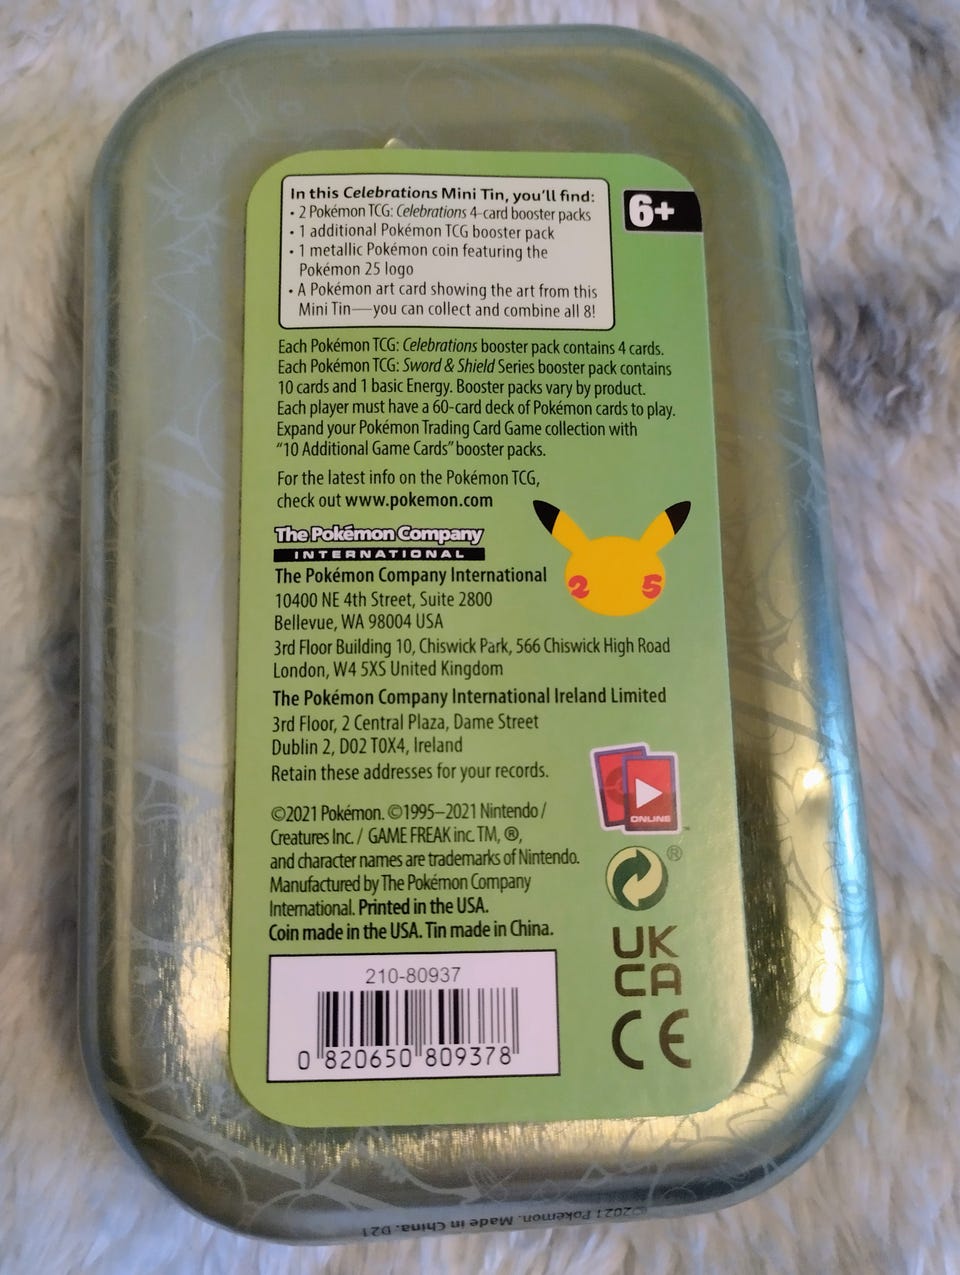 In this Celebrations Mini Tin, you'll find:
• 2 Pokémon TCG: Celebrations 4-card booster packs
• 1 additional Pokémon TCG booster pack
• 1 metallic Pokémon coin featuring the
Pokémon 25 logo
• A Pokémon art card showing the art from this
Mini Tin—you can collect and combine all 8!
6+
Each Pokémon TCG: Celebrations booster pack contains 4 cards.
Each Pokémon TCG: Sword & Shield Series booster pack contains
10 cards and 1 basic Energy. Booster packs vary by product.
Each player must have a 60-card deck of Pokémon cards to play.
Expand your Pokémon Trading Card Game collection with
“10 Additional Game Cards” booster packs.
For the latest info on the Pokémon TCG,
check out www.pokemon.com
The Pokémon Company
INTERNATIONAL
2 5
The Pokémon Company International
10400 NE 4th Street, Suite 2800
Bellevue, WA 98004 USA
3rd Floor Building 10, Chiswick Park, 566 Chiswick High Road
London, W4 5XS United Kingdom
The Pokémon Company International Ireland Limited
3rd Floor, 2 Central Plaza, Dame Street
Dublin 2, D02 T0X4, Ireland
Retain these addresses for your records.
ONLINE
™
©2021 Pokémon. ©1995–2021 Nintendo /
Creatures Inc. / GAME FREAK inc. TM, ®,
and character names are trademarks of Nintendo.
Manufactured by The Pokémon Company
International. Printed in the USA.
Coin made in the USA. Tin made in China.
®
UK
CA
CE
210-80937
0 820650 809378
©2021 Pokémon. Made in China. D21